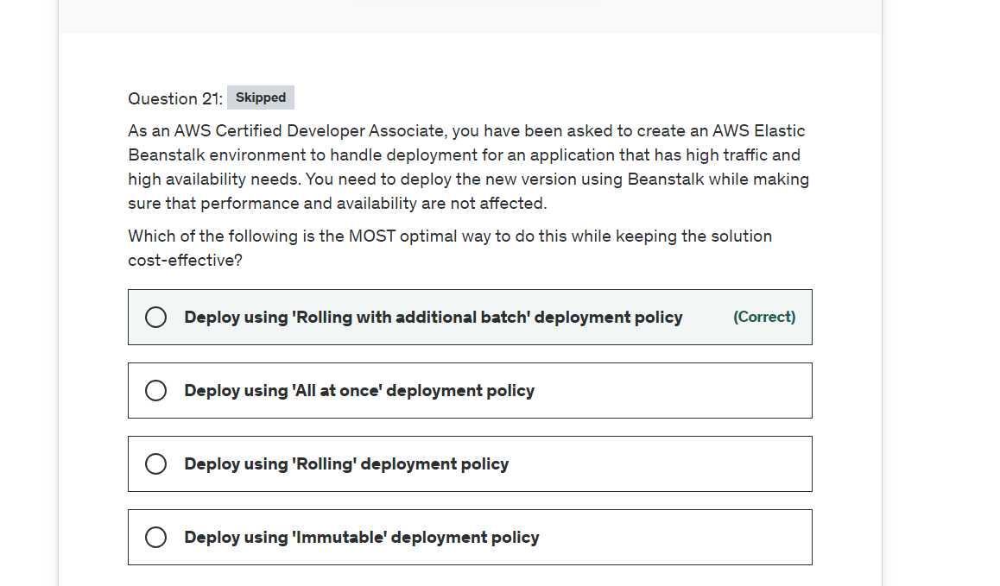 Question 21: Skipped
As an AWS Certified Developer Associate, you have been asked to create an AWS Elastic
Beanstalk environment to handle deployment for an application that has high traffic and
high availability needs. You need to deploy the new version using Beanstalk while making
sure that performance and availability are not affected.
Which of the following is the MOST optimal way to do this while keeping the solution
cost-effective?
Deploy using 'Rolling with additional batch' deployment policy (Correct)
Deploy using 'All at once' deployment policy
Deploy using 'Rolling' deployment policy
Deploy using 'Immutable' deployment policy